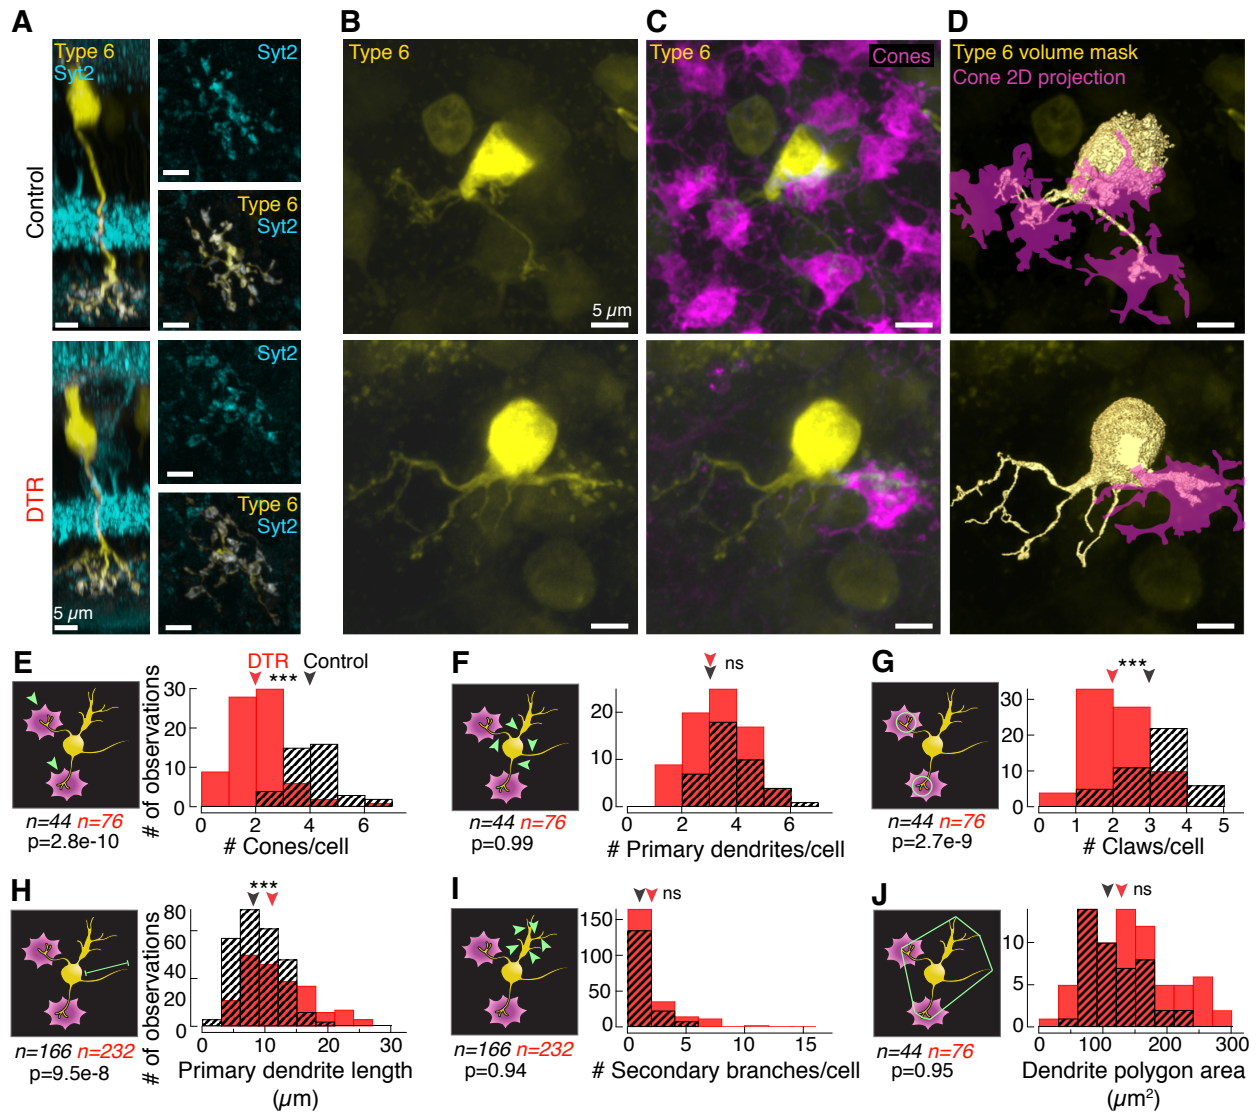 A
B
C
D
Control
Type 6
Syt2
Syt2
Type 6
Syt2
Type 6
5 µm
Type 6
Cones
Type 6 volume mask
Cone 2D projection
DTR
5 µm
Syt2
Type 6
Syt2
E
n=44 n=76
p=2.8e-10
# of observations
30
20
10
0
DTR
Control
***
0 2 4 6
# Cones/cell
F
n=44 n=76
p=0.99
20
10
0
ns
0 2 4 6
# Primary dendrites/cell
G
n=44 n=76
p=2.7e-9
30
20
10
0
***
0 1 2 3 4 5
# Claws/cell
H
n=166 n=232
p=9.5e-8
# of observations
80
60
40
20
0
***
0 10 20 30
Primary dendrite length
(µm)
I
n=166 n=232
p=0.94
150
100
50
0
ns
0 5 10 15
# Secondary branches/cell
J
n=44 n=76
p=0.95
10
5
0
ns
0 100 200 300
Dendrite polygon area
(µm²)